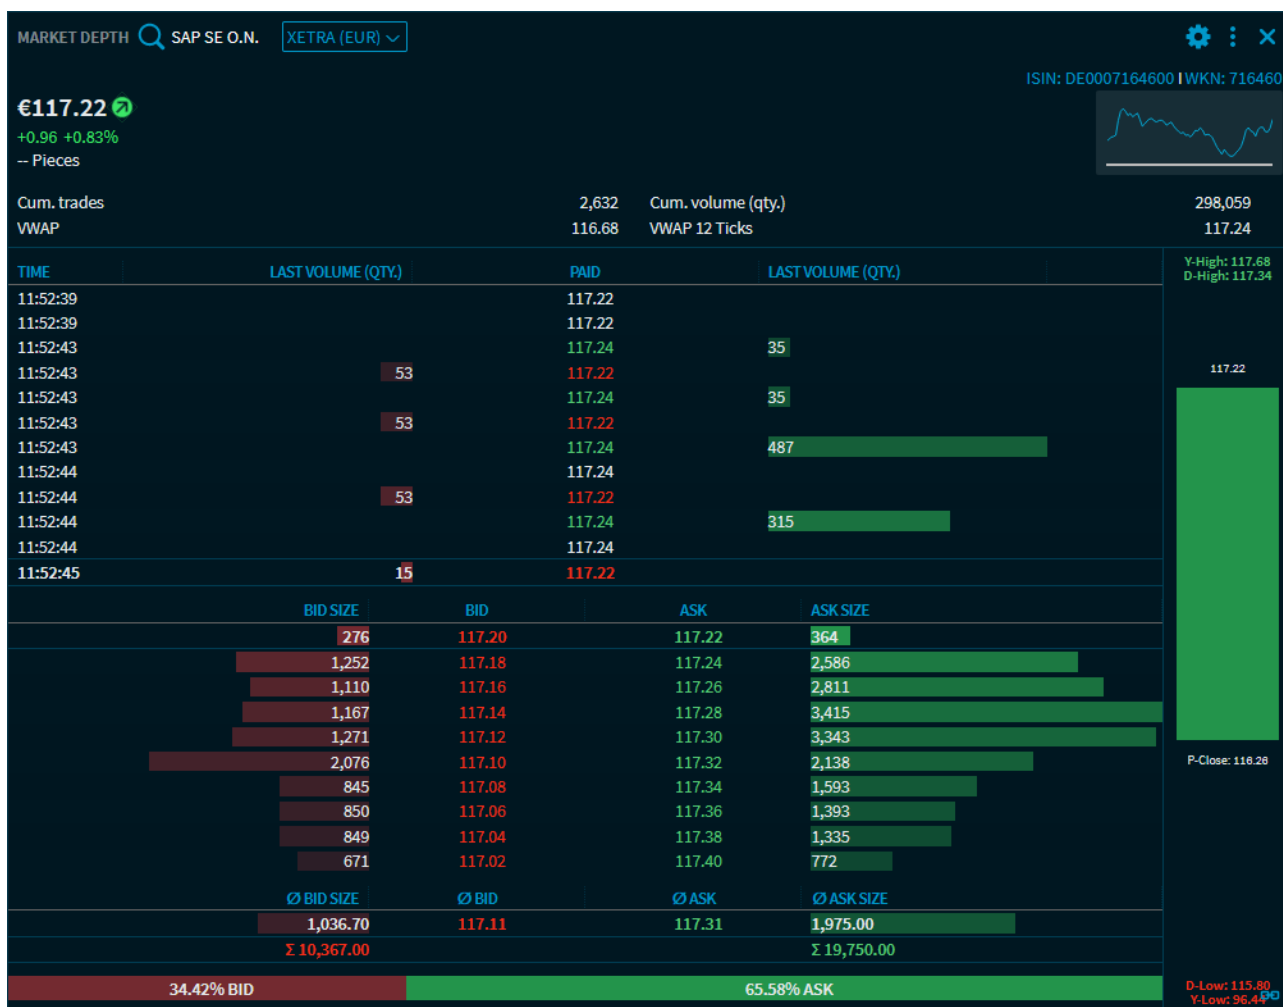 MARKET DEPTH SAP SE O.N. XETRA (EUR)
ISIN: DE0007164600 I WKN: 716460
€117.22
+0.96 +0.83%
-- Pieces
Cum. trades 2,632 Cum. volume (qty.) 298,059
VWAP 116.68 VWAP 12 Ticks 117.24
TIME LAST VOLUME (QTY.) PAID LAST VOLUME (QTY.)
11:52:39 117.22
11:52:39 117.22
11:52:43 117.24 35
11:52:43 53 117.22
11:52:43 117.24 35
11:52:43 53 117.22
11:52:43 117.24 487
11:52:44 117.24
11:52:44 53 117.22
11:52:44 117.24 315
11:52:44 117.24
11:52:45 15 117.22
BID SIZE BID ASK ASK SIZE
276 117.20 117.22 364
1,252 117.18 117.24 2,586
1,110 117.16 117.26 2,811
1,167 117.14 117.28 3,415
1,271 117.12 117.30 3,343
2,076 117.10 117.32 2,138
845 117.08 117.34 1,593
850 117.06 117.36 1,393
849 117.04 117.38 1,335
671 117.02 117.40 772
Ø BID SIZE Ø BID Ø ASK Ø ASK SIZE
1,036.70 117.11 117.31 1,975.00
Σ 10,367.00 Σ 19,750.00
34.42% BID 65.58% ASK
Y-High: 117.68
D-High: 117.34
117.22
P-Close: 116.26
D-Low: 115.80
Y-Low: 96.44